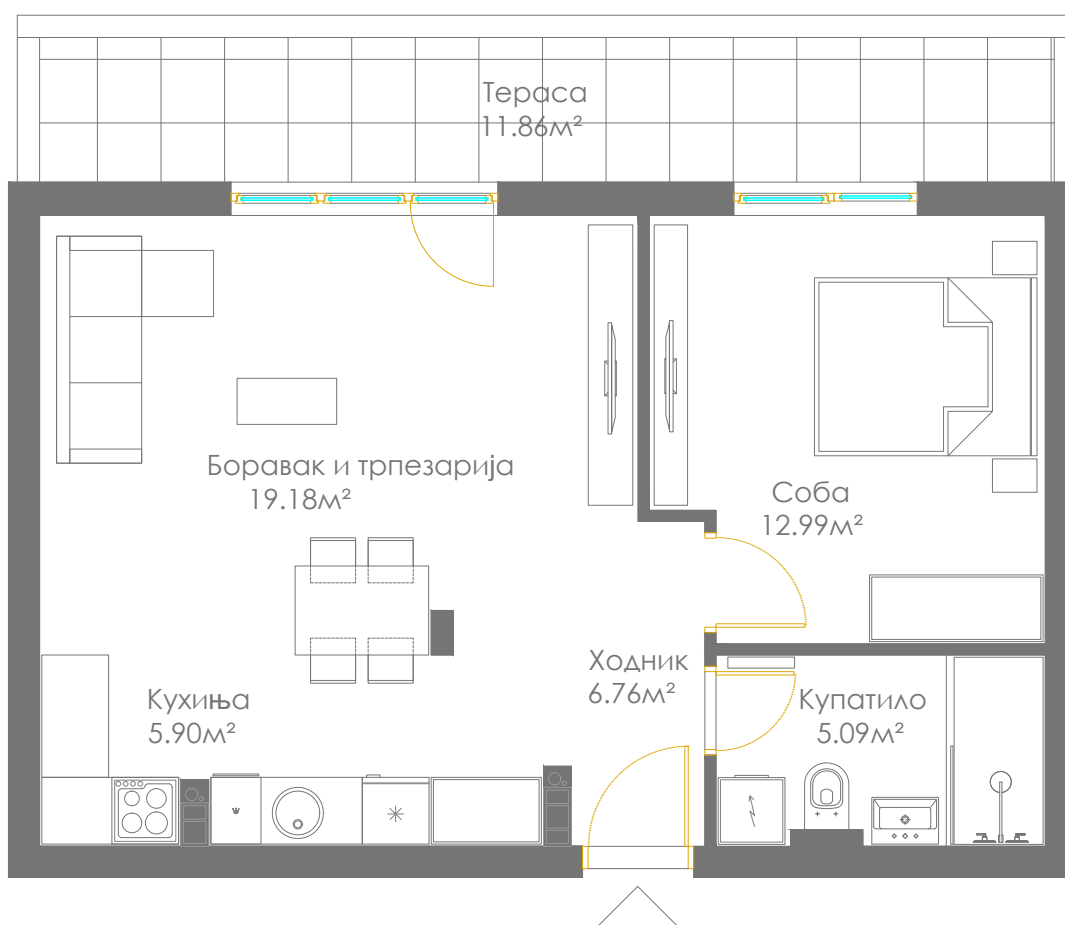 Тераса
11.86м²
Боравак и трпезарија
19.18м²
Соба
12.99м²
Ходник
6.76м²
Кухиња
5.90м²
Купатило
5.09м²